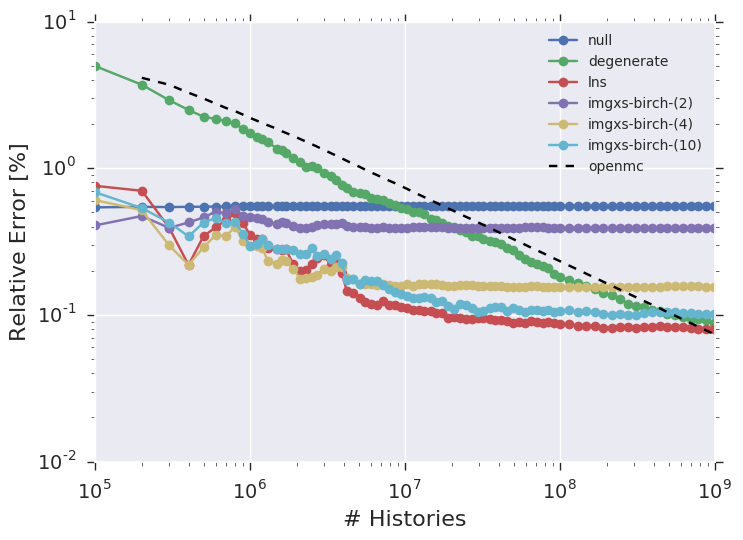 10^1
10^0
10^-1
10^-2
Relative Error [%]
null
degenerate
lns
imgxs-birch-(2)
imgxs-birch-(4)
imgxs-birch-(10)
openmc
10^5 10^6 10^7 10^8 10^9
# Histories